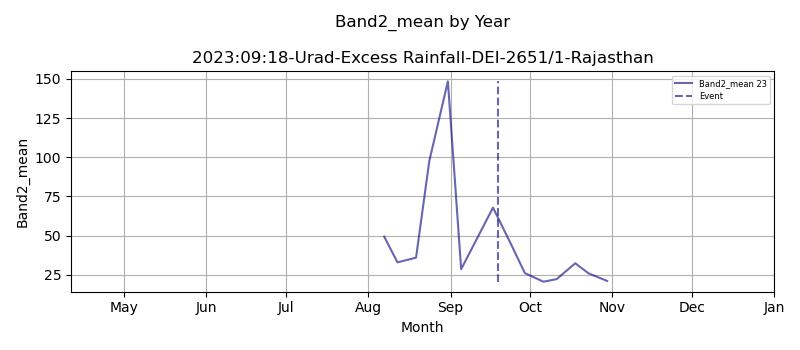 Band2_mean by Year
2023:09:18-Urad-Excess Rainfall-DEI-2651/1-Rajasthan
150
125
100
75
50
25
Band2_mean
Band2_mean 23
Event
May Jun Jul Aug Sep Oct Nov Dec Jan
Month